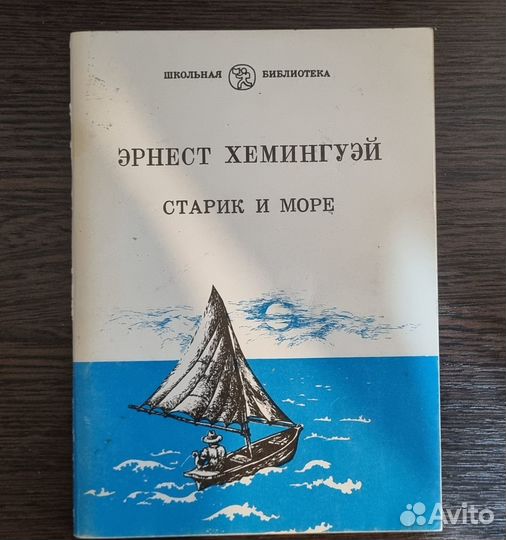 ШКОЛЬНАЯ БИБЛИОТЕКА
ЭРНЕСТ ХЕМИНГУЭЙ
СТАРИК И МОРЕ
Avito